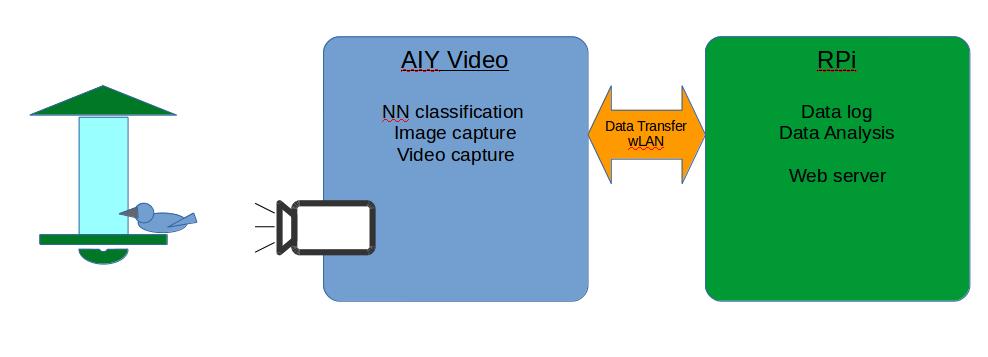 AIY Video
NN classification
Image capture
Video capture
Data Transfer
wLAN
RPi
Data log
Data Analysis
Web server